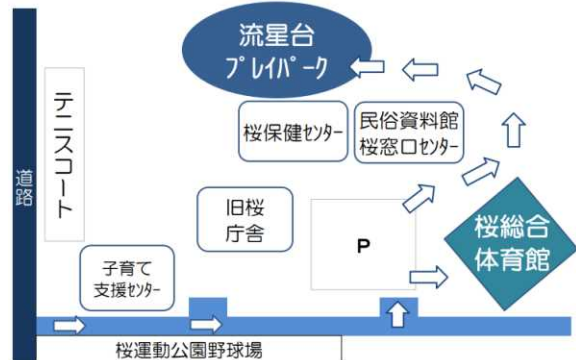 流星台
プレイパーク
テニスコート
桜保健センター
民俗資料館
桜窓口センター
道路
旧桜
庁舎
P
桜総合
体育館
子育て
支援センター
桜運動公園野球場